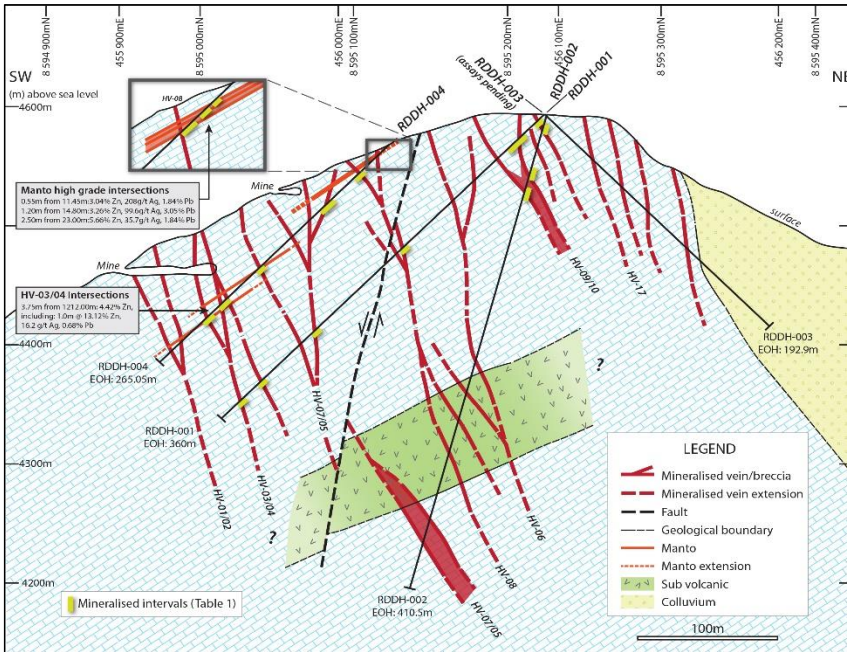 8 594 900mN
455 900mE
8 595 000mN
456 000mE
8 595 100mN
8 595 200mN
456 100mE
8 595 300mN
456 200mE
8 595 400mN
SW
NE
(m) above sea level
4600m
4400m
4300m
4200m
HV-08
RDDH-004
RDDH-003
(assays pending)
RDDH-002
RDDH-001
Manto high grade intersections
0.55m from 11.45m:3.04% Zn, 208g/t Ag, 1.84% Pb
1.20m from 14.80m:3.26% Zn, 99.6g/t Ag, 3.05% Pb
2.50m from 23.00m:5.66% Zn, 35.7g/t Ag, 1.84% Pb
Mine
Mine
surface
HV-03/04 Intersections
3.75m from 1212.00m: 4.42% Zn,
including: 1.0m @ 13.12% Zn,
16.2 g/t Ag, 0.68% Pb
HV-09/10
HV-17
RDDH-003
EOH: 192.9m
RDDH-004
EOH: 265.05m
RDDH-001
EOH: 360m
HV-07/05
?
HV-01/02
HV-03/04
?
HV-06
HV-08
HV-07/05
RDDH-002
EOH: 410.5m
LEGEND
Mineralised vein/breccia
Mineralised vein extension
Fault
Geological boundary
Manto
Manto extension
Sub volcanic
Colluvium
Mineralised intervals (Table 1)
100m